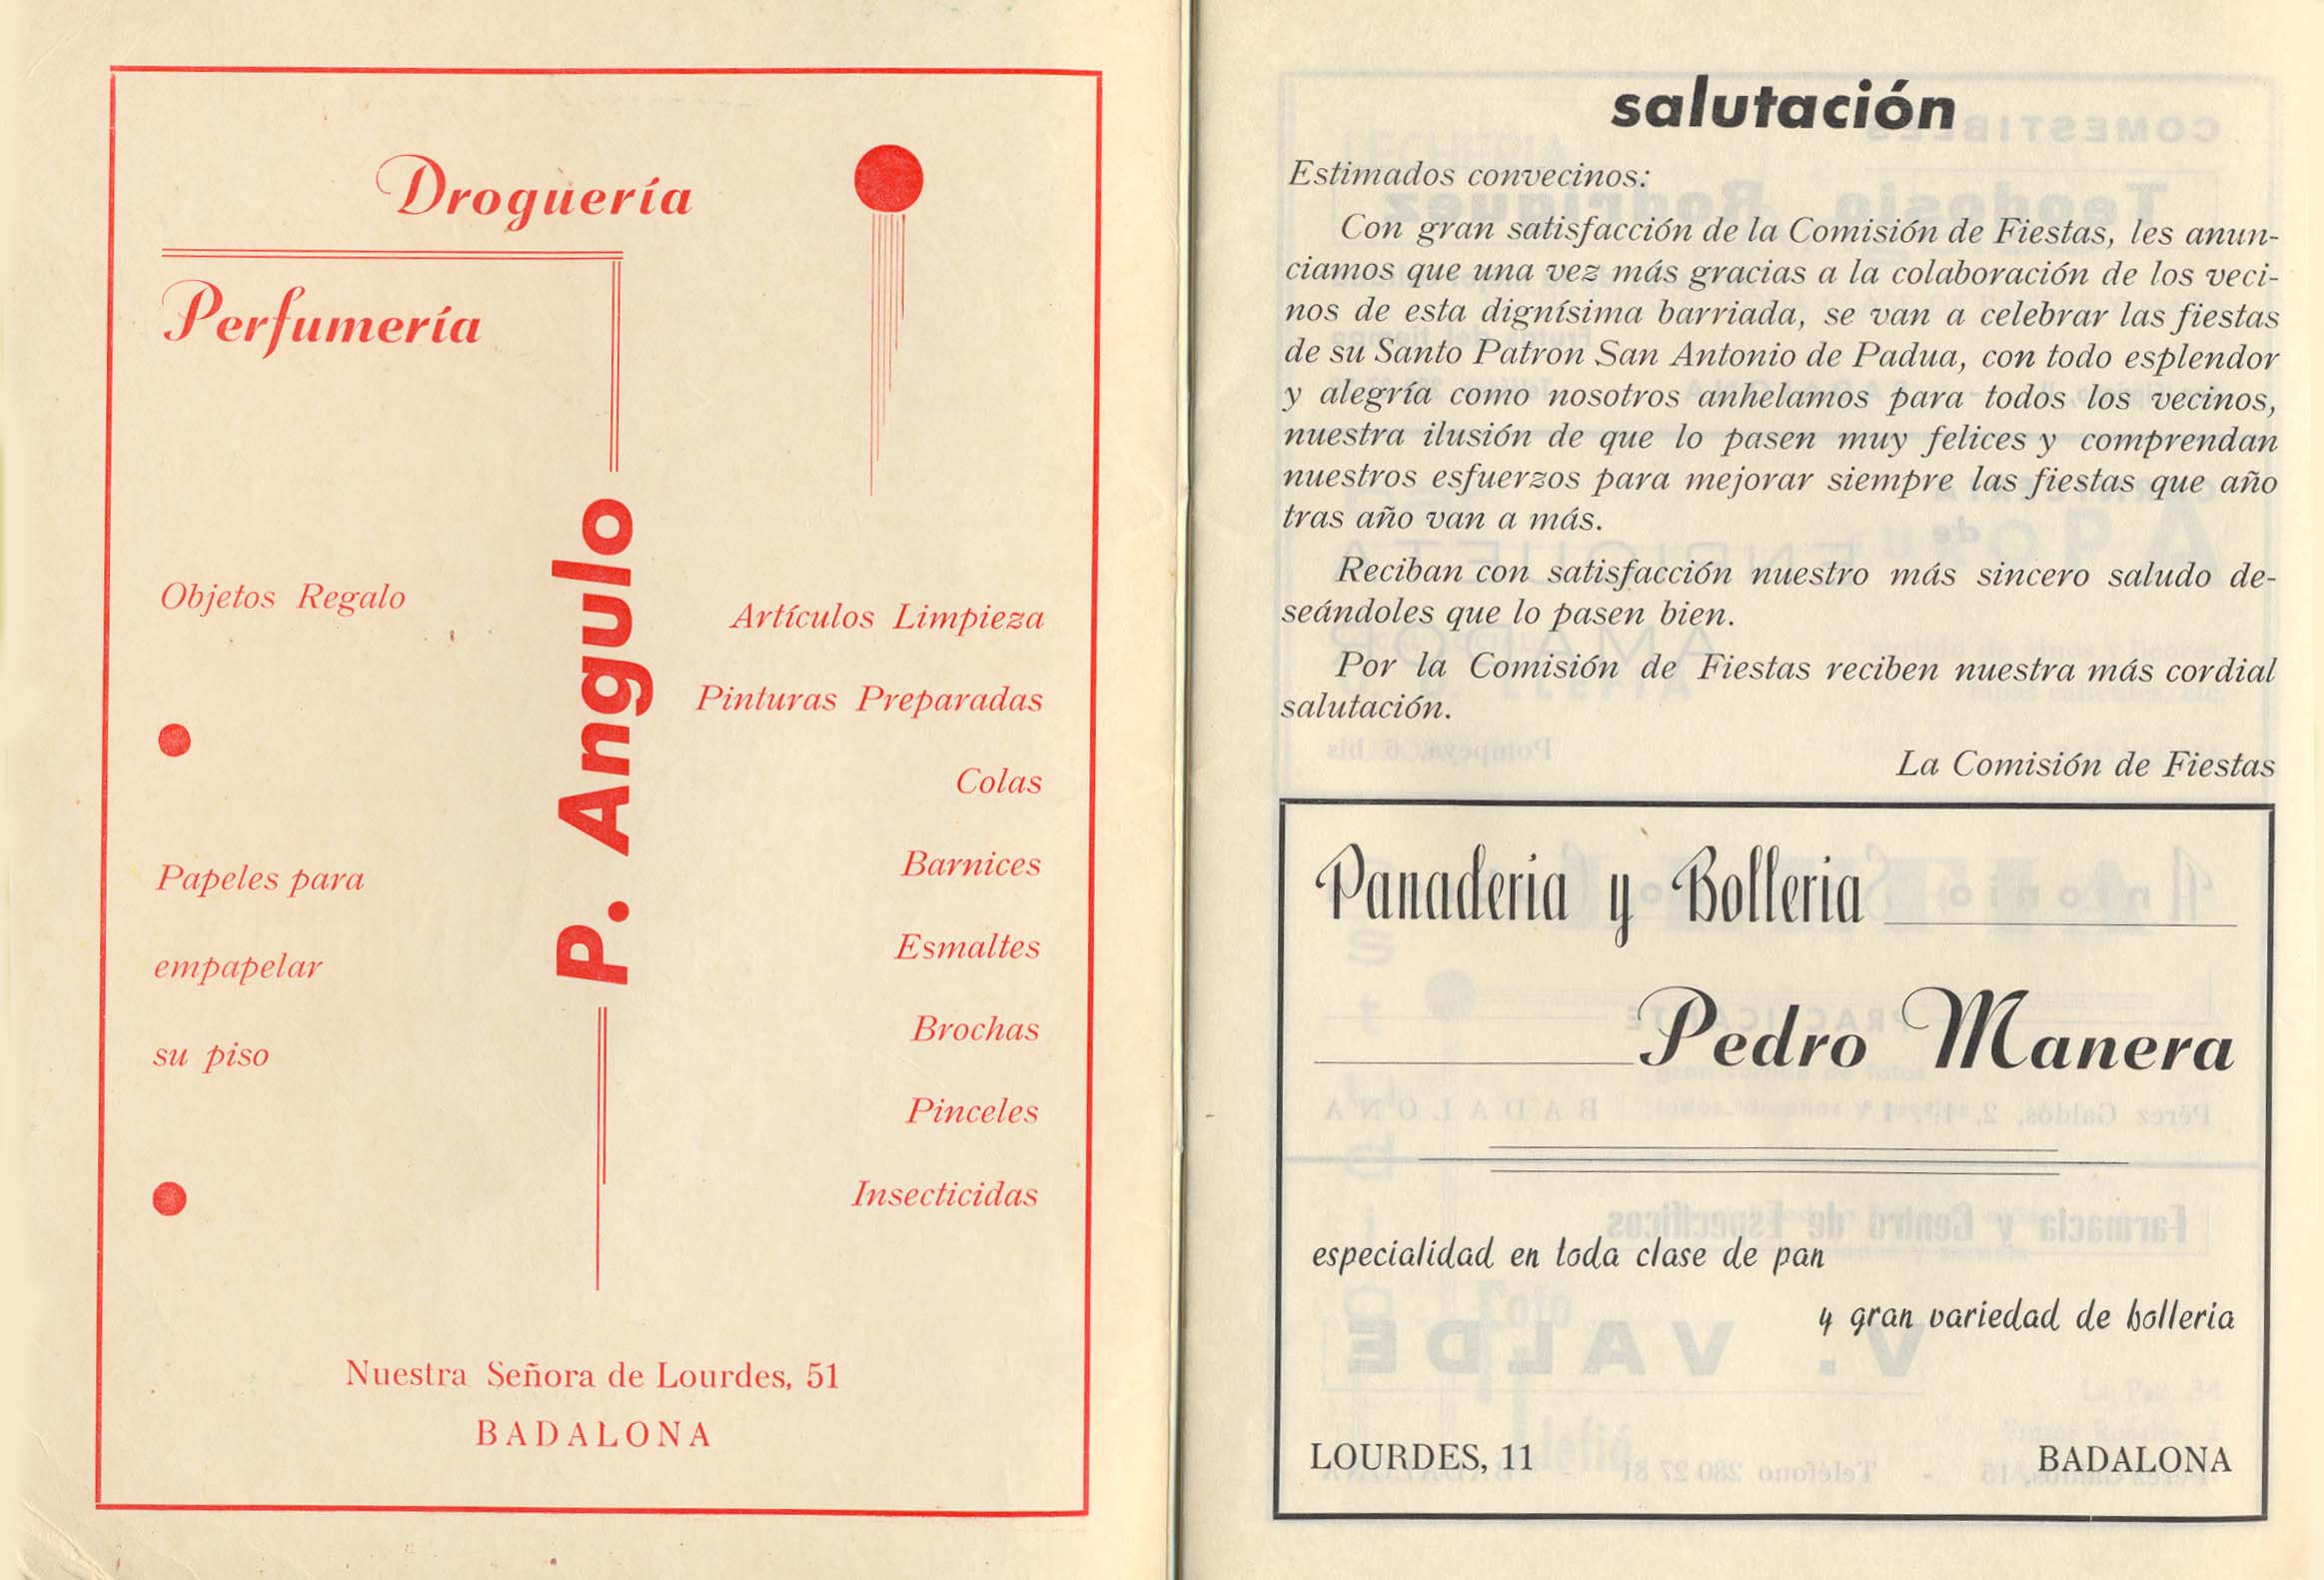 Droguería
Perfumería
P. Angulo
Objetos Regalo
Papeles para
empapelar
su piso
Artículos Limpieza
Pinturas Preparadas
Colas
Barnices
Esmaltes
Brochas
Pinceles
Insecticidas
Nuestra Señora de Lourdes, 51
BADALONA
salutación
Estimados convecinos:
Con gran satisfacción de la Comisión de Fiestas, les anun-
ciamos que una vez más gracias a la colaboración de los veci-
nos de esta dignísima barriada, se van a celebrar las fiestas
de su Santo Patron San Antonio de Padua, con todo esplendor
y alegría como nosotros anhelamos para todos los vecinos,
nuestra ilusión de que lo pasen muy felices y comprendan
nuestros esfuerzos para mejorar siempre las fiestas que año
tras año van a más.
Reciban con satisfacción nuestro más sincero saludo de-
seándoles que lo pasen bien.
Por la Comisión de Fiestas reciben nuestra más cordial
salutación.
La Comisión de Fiestas
Panaderia y Bolleria
Pedro Manera
especialidad en toda clase de pan
y gran variedad de bolleria
LOURDES, 11
BADALONA